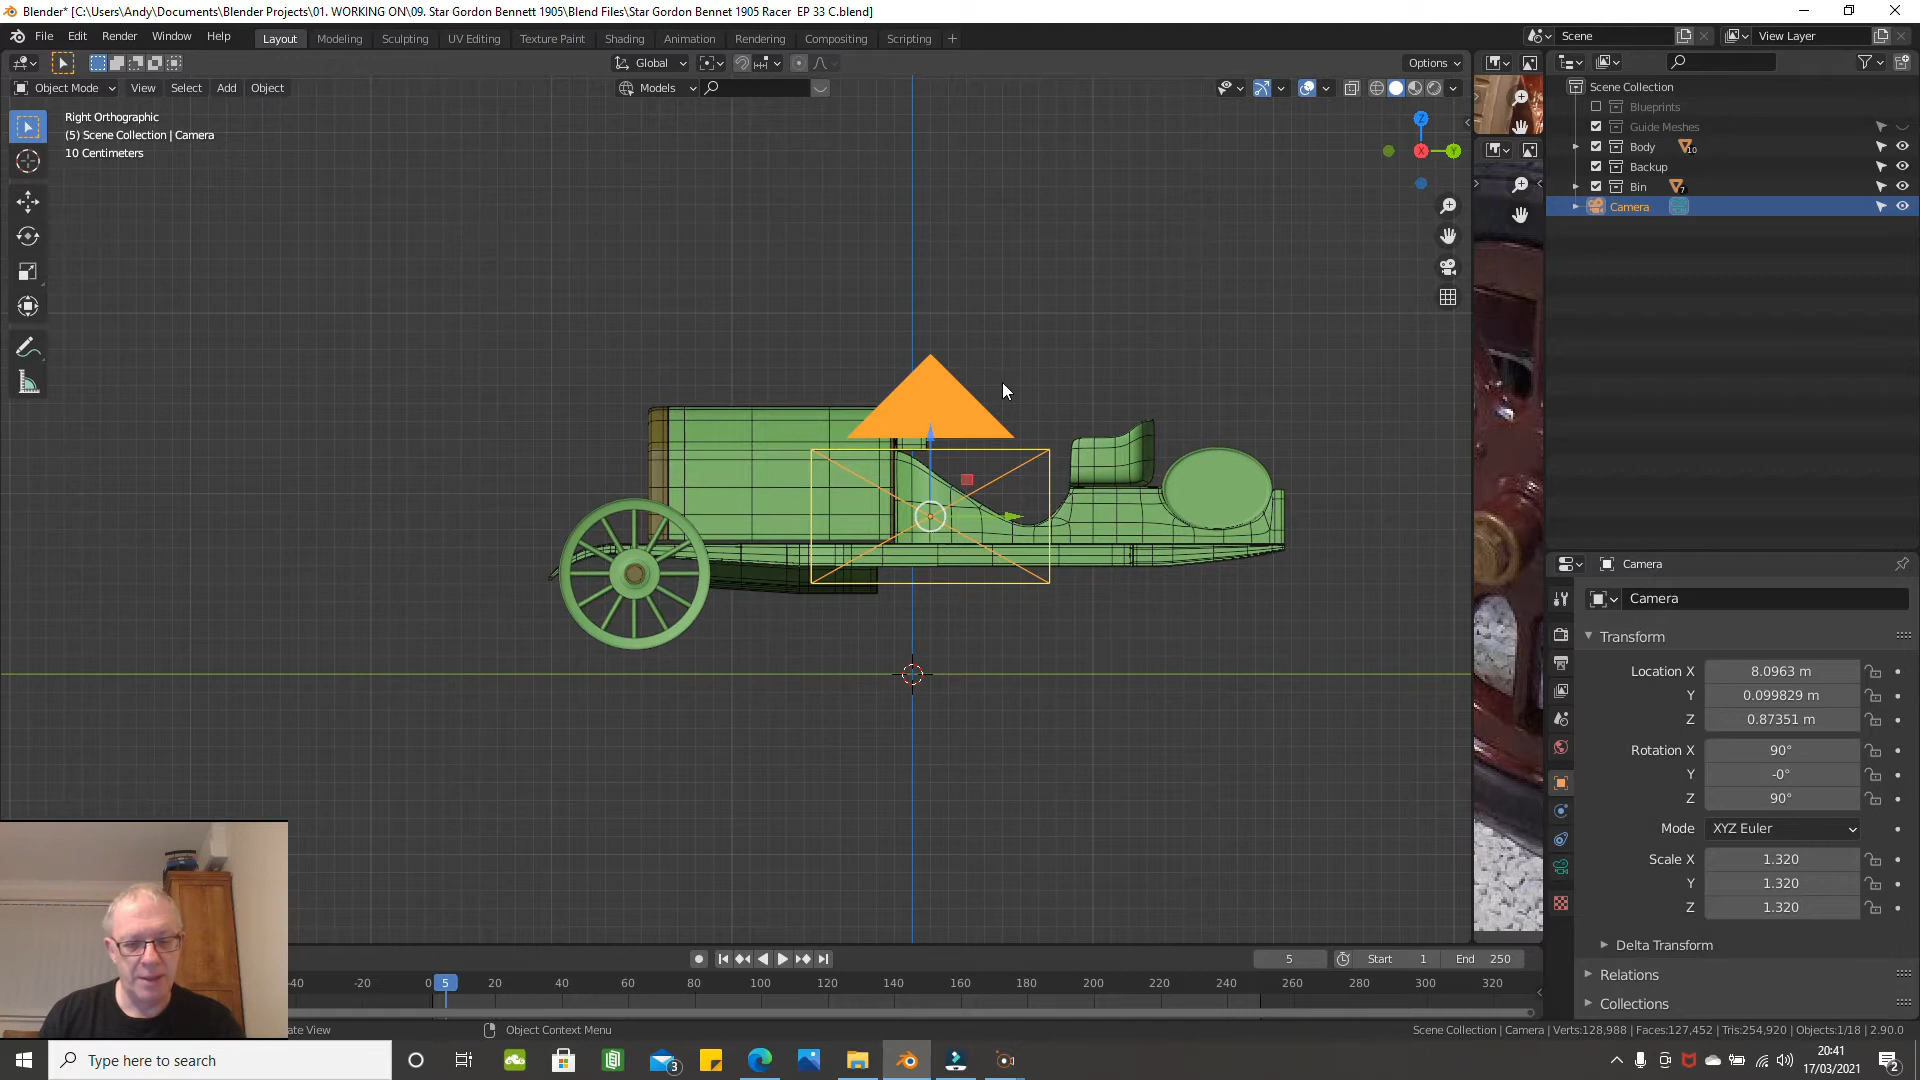 Blender* [C:\Users\Andy\Documents\Blender Projects\01. WORKING ON\09. Star Gordon Bennett 1905\Blend Files\Star Gordon Bennet 1905 Racer  EP 33 C.blend]
File Edit Render Window Help Layout Modeling Sculpting UV Editing Texture Paint Shading Animation Rendering Compositing Scripting Scene View Layer
Global Options
Object Mode View Select Add Object Models
Right Orthographic
(5) Scene Collection | Camera
10 Centimeters
Z
X
Y
Scene Collection
Blueprints
Guide Meshes
Body 10
Backup
Bin 7
Camera
Camera
Camera
Transform
Location X 8.0963 m
Y 0.099829 m
Z 0.87351 m
Rotation X 90°
Y -0°
Z 90°
Mode XYZ Euler
Scale X 1.320
Y 1.320
Z 1.320
Delta Transform
Relations
Collections
5 Start 1 End 250
-40 -20 0 5 20 40 60 80 100 120 140 160 180 200 220 240 260 280 300 320
ate View Object Context Menu
Scene Collection | Camera | Verts:128,988 | Faces:127,452 | Tris:254,920 | Objects:1/18 | 2.90.0
Type here to search
3
20:41
17/03/2021
2